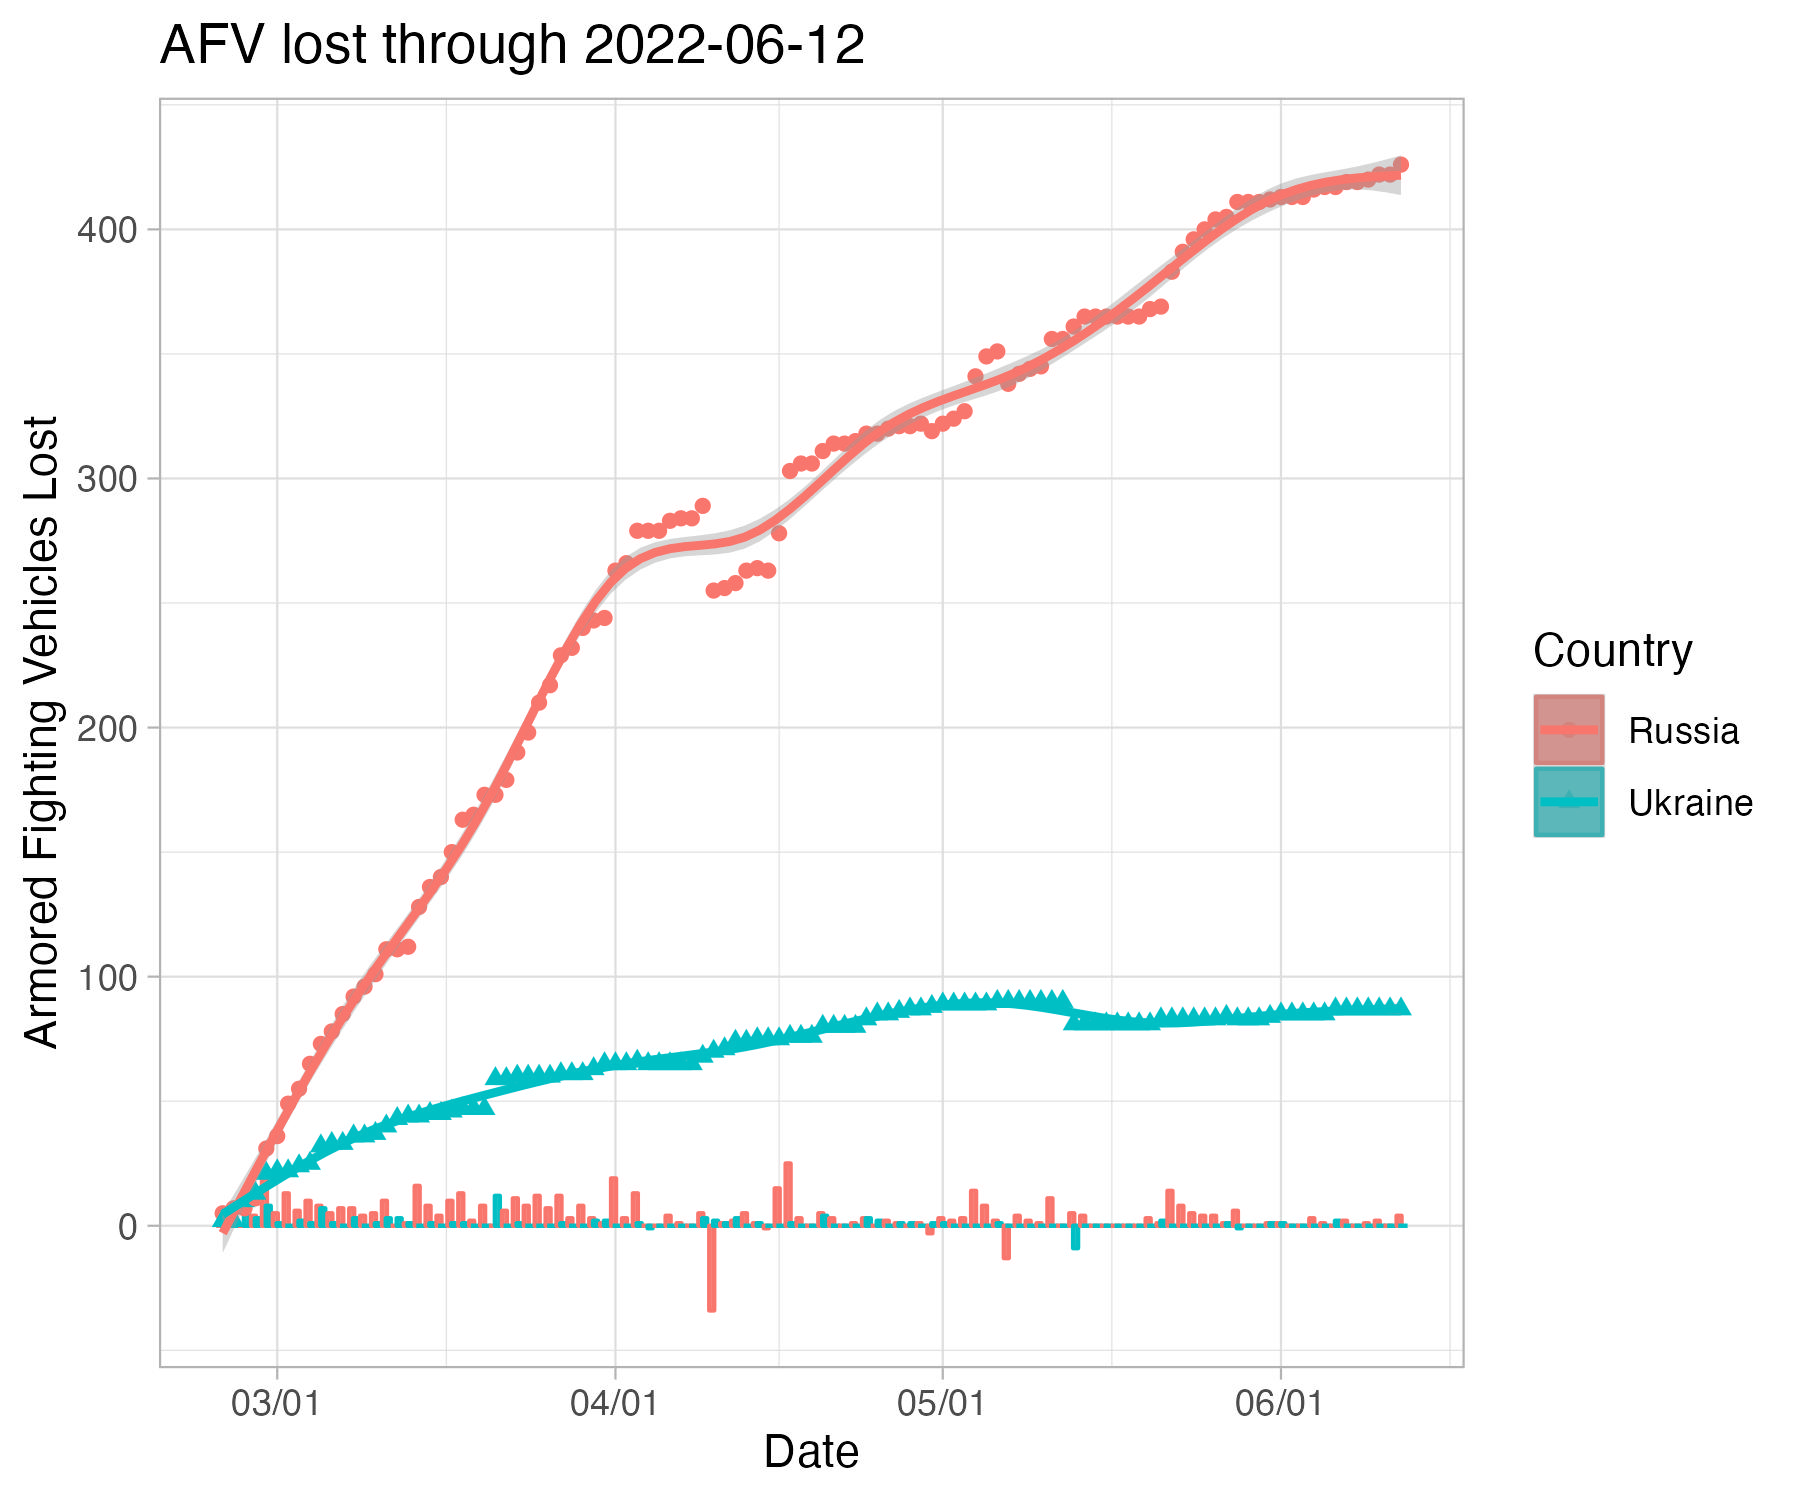 AFV lost through 2022-06-12
Armored Fighting Vehicles Lost
400
300
200
100
0
03/01
04/01
05/01
06/01
Date
Country
Russia
Ukraine